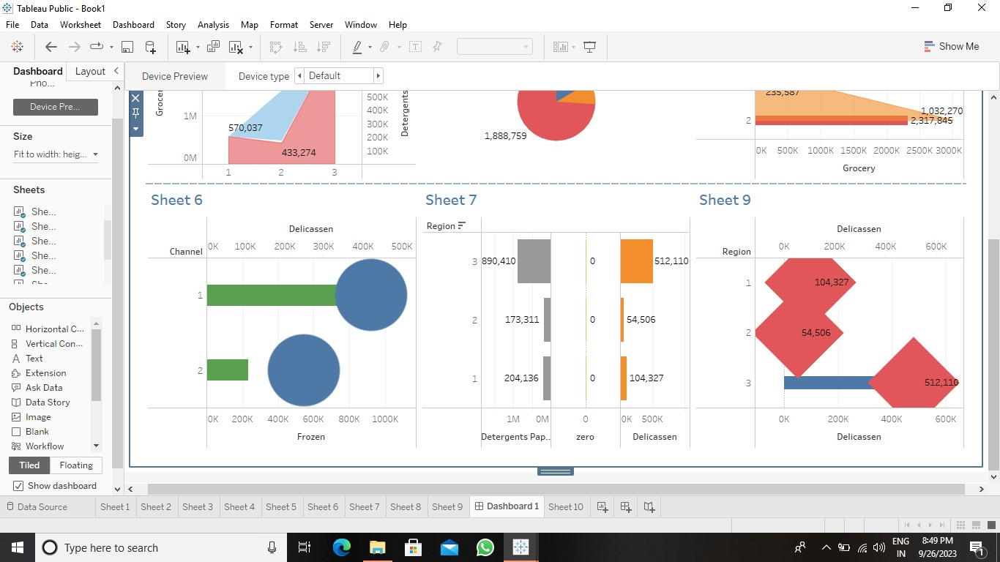 Tableau Public - Book1
File Data Worksheet Dashboard Story Analysis Map Format Server Window Help
Show Me
Dashboard Layout
Device Preview Device type Default
Pho...
Device Pre...
Size
Fit to width: heig...
Sheets
She...
She...
She...
She...
She...
Objects
Horizontal C...
Vertical Con...
Text
Extension
Ask Data
Data Story
Image
Blank
Workflow
Tiled Floating
Show dashboard
Grocer
1M
0M
570,037
433,274
1 2 3
500K
400K
300K
200K
100K
Detergents
1,888,759
235,587
1,032,270
2 2,317,845
0K 500K 1000K 1500K 2000K 2500K 3000K
Grocery
Sheet 6
Delicassen
Channel 0K 100K 200K 300K 400K 500K
1
2
0K 200K 400K 600K 800K 1000K
Frozen
Sheet 7
Region
3 890,410 0 512,110
2 173,311 0 54,506
1 204,136 0 104,327
1M 0M 0 0K 500K
Detergents Pap.. zero Delicassen
Sheet 9
Delicassen
Region 0K 200K 400K 600K
1 104,327
2 54,506
3 512,110
0K 200K 400K 600K
Delicassen
Data Source Sheet 1 Sheet 2 Sheet 3 Sheet 4 Sheet 5 Sheet 6 Sheet 7 Sheet 8 Sheet 9 Dashboard 1 Sheet 10
Type here to search
ENG
IN
8:49 PM
9/26/2023
1